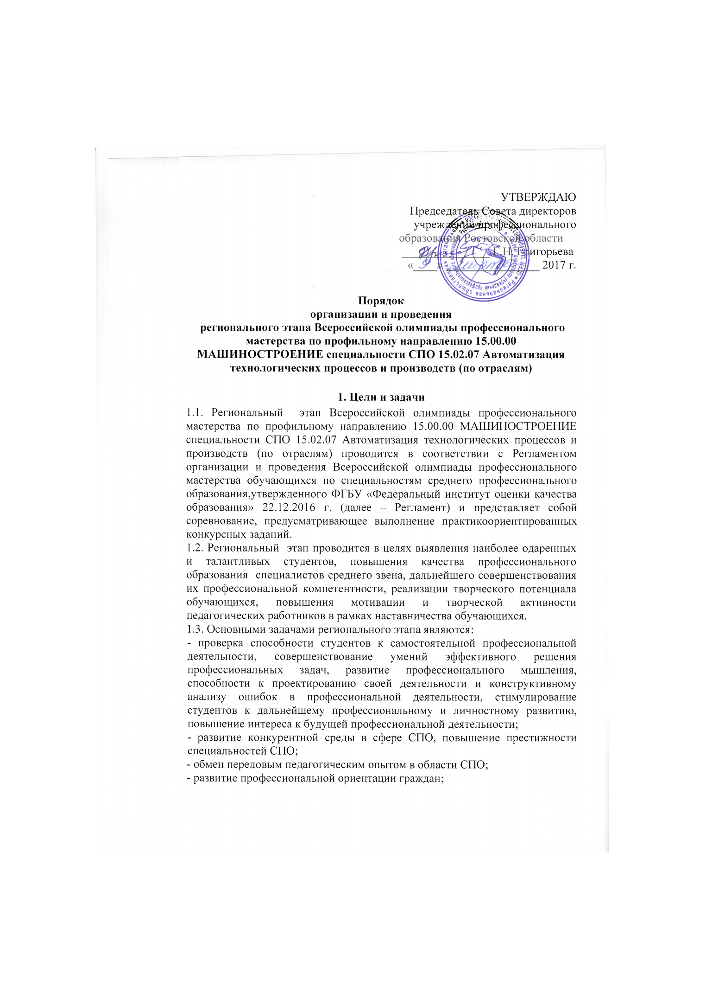 УТВЕРЖДАЮ
Председатель Совета директоров
учреждений профессионального
образования Ростовской области
Г.Н. Григорьева
«9» марта 2017 г.
Порядок
организации и проведения
регионального этапа Всероссийской олимпиады профессионального
мастерства по профильному направлению 15.00.00
МАШИНОСТРОЕНИЕ специальности СПО 15.02.07 Автоматизация
технологических процессов и производств (по отраслям)
1. Цели и задачи
1.1. Региональный этап Всероссийской олимпиады профессионального
мастерства по профильному направлению 15.00.00 МАШИНОСТРОЕНИЕ
специальности СПО 15.02.07 Автоматизация технологических процессов и
производств (по отраслям) проводится в соответствии с Регламентом
организации и проведения Всероссийской олимпиады профессионального
мастерства обучающихся по специальностям среднего профессионального
образования,утвержденного ФГБУ «Федеральный институт оценки качества
образования» 22.12.2016 г. (далее – Регламент) и представляет собой
соревнование, предусматривающее выполнение практикоориентированных
конкурсных заданий.
1.2. Региональный этап проводится в целях выявления наиболее одаренных
и талантливых студентов, повышения качества профессионального
образования специалистов среднего звена, дальнейшего совершенствования
их профессиональной компетентности, реализации творческого потенциала
обучающихся, повышения мотивации и творческой активности
педагогических работников в рамках наставничества обучающихся.
1.3. Основными задачами регионального этапа являются:
- проверка способности студентов к самостоятельной профессиональной
деятельности, совершенствование умений эффективного решения
профессиональных задач, развитие профессионального мышления,
способности к проектированию своей деятельности и конструктивному
анализу ошибок в профессиональной деятельности, стимулирование
студентов к дальнейшему профессиональному и личностному развитию,
повышение интереса к будущей профессиональной деятельности;
- развитие конкурентной среды в сфере СПО, повышение престижности
специальностей СПО;
- обмен передовым педагогическим опытом в области СПО;
- развитие профессиональной ориентации граждан;